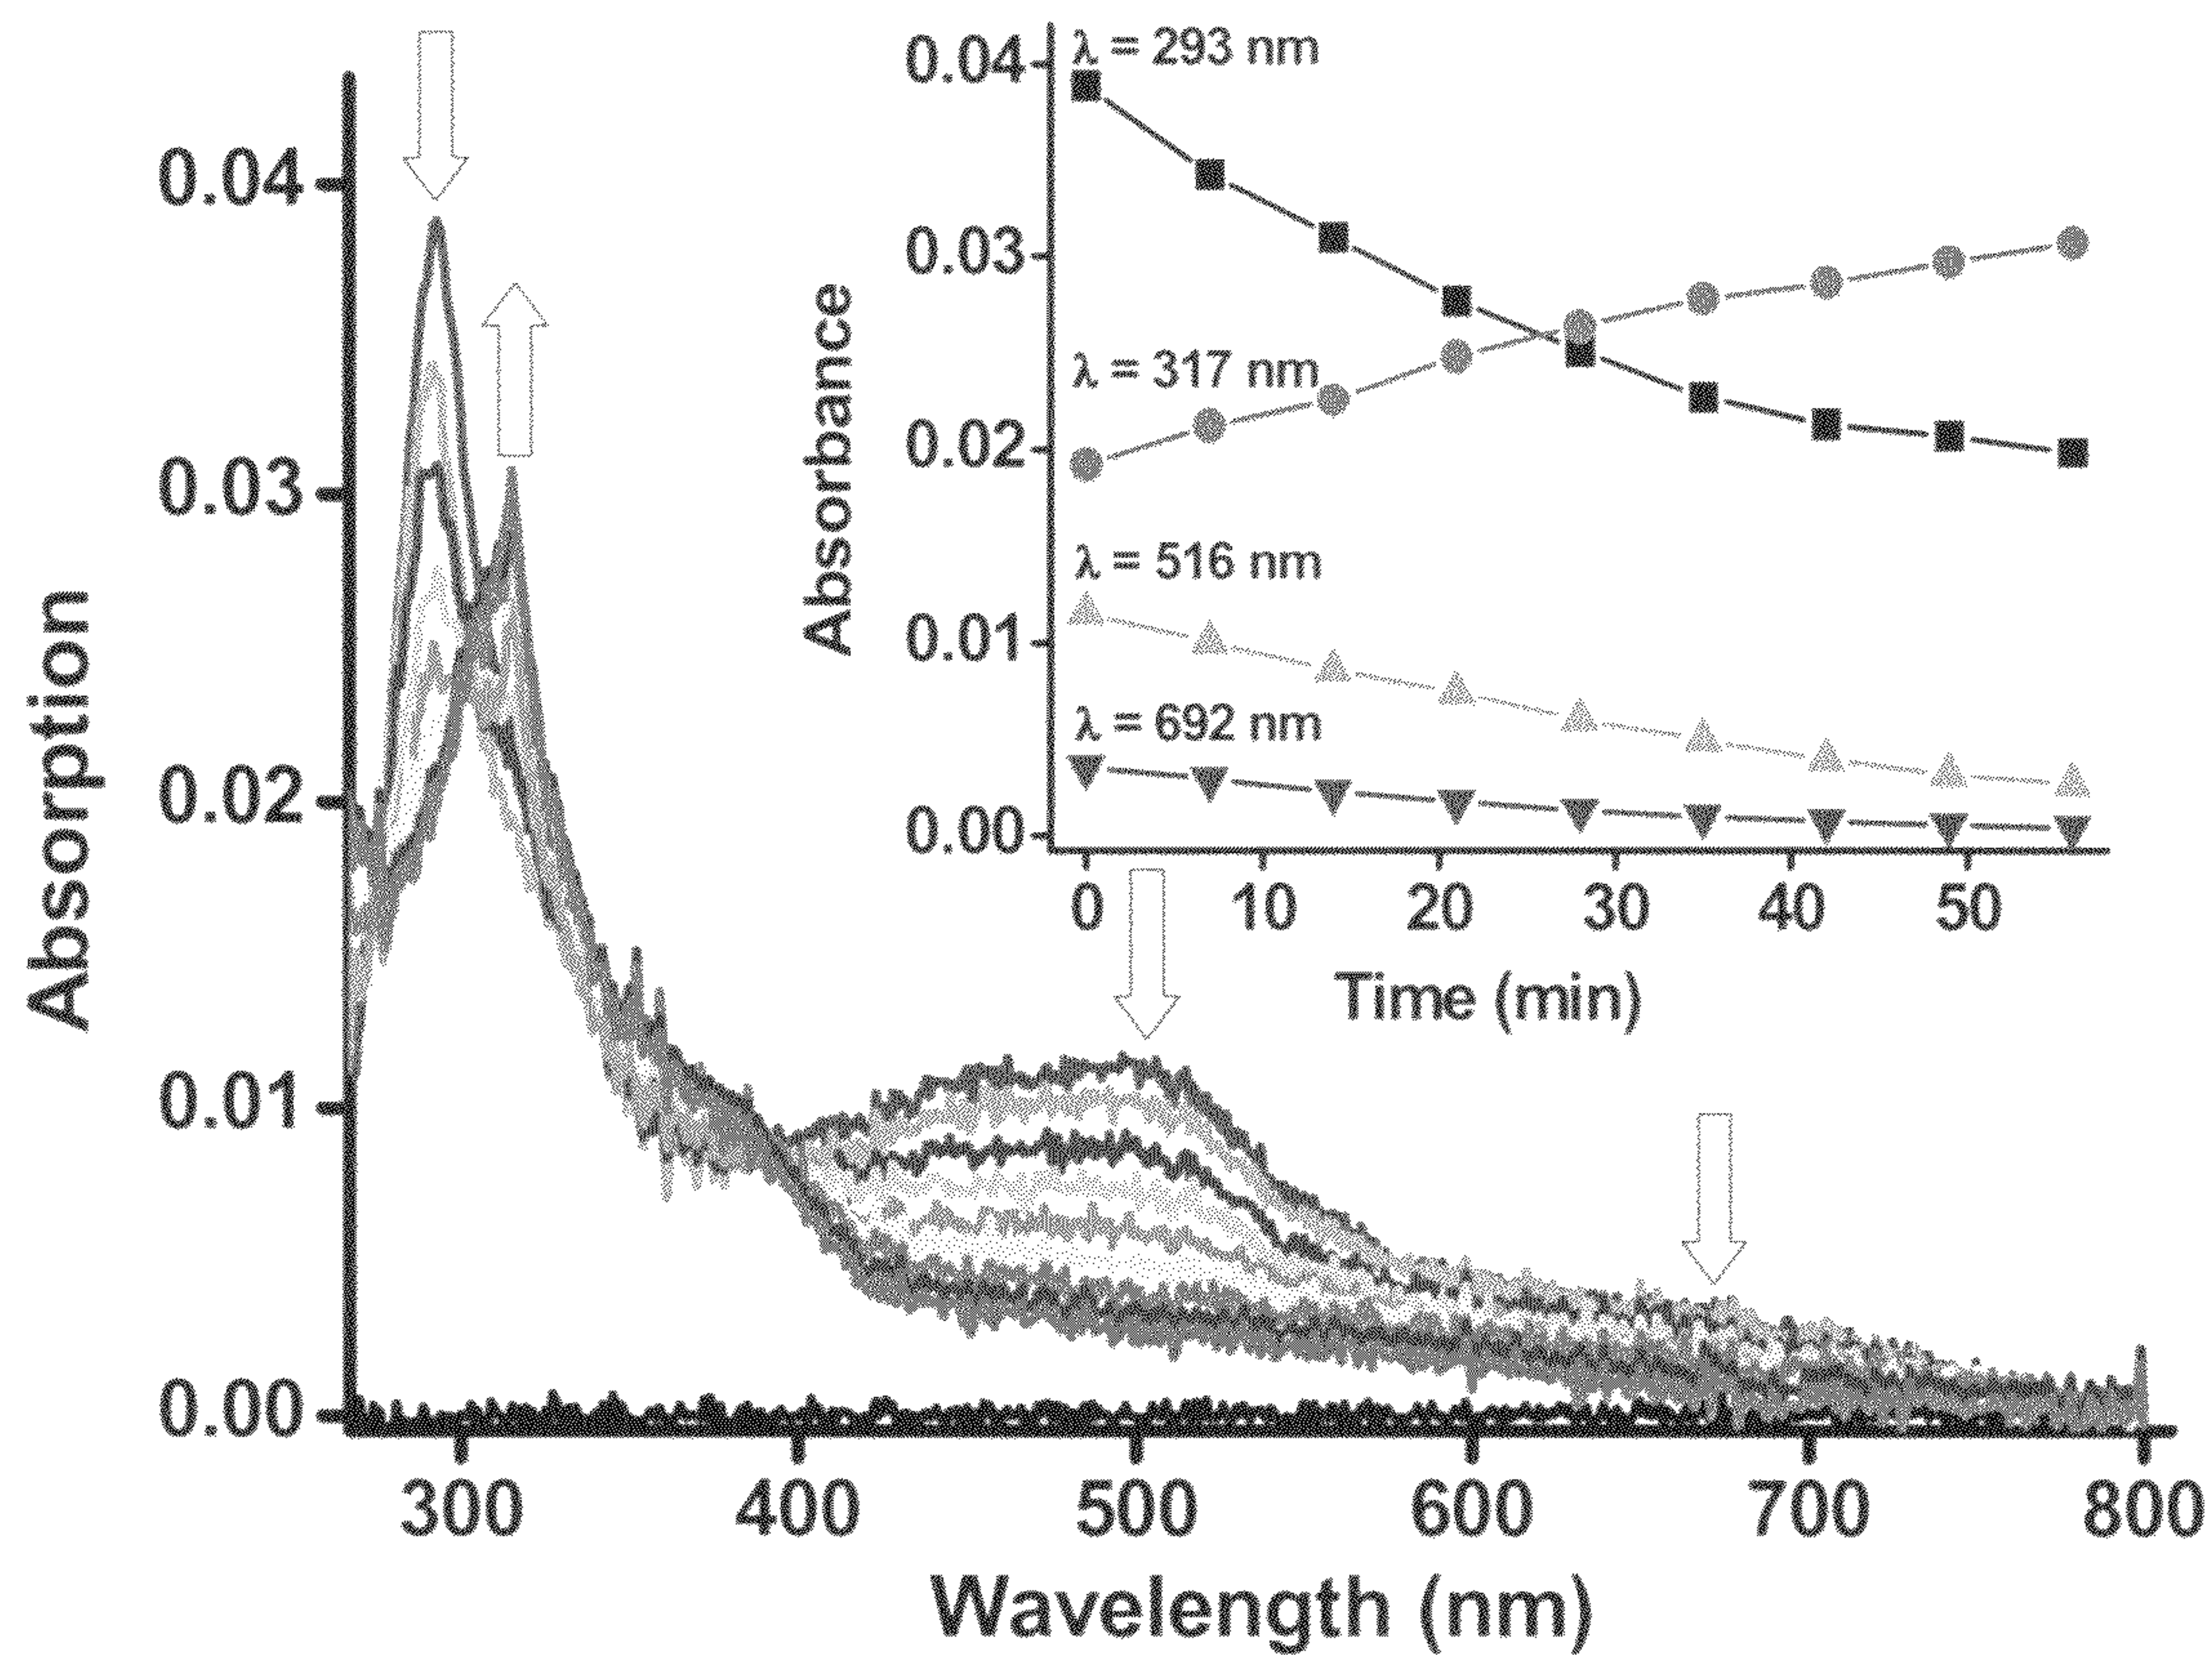 0.04
0.03
0.02
0.01
0.00
Absorption
300 400 500 600 700 800
Wavelength (nm)
0.04
0.03
0.02
0.01
0.00
Absorbance
λ = 293 nm
λ = 317 nm
λ = 516 nm
λ = 692 nm
0 10 20 30 40 50
Time (min)